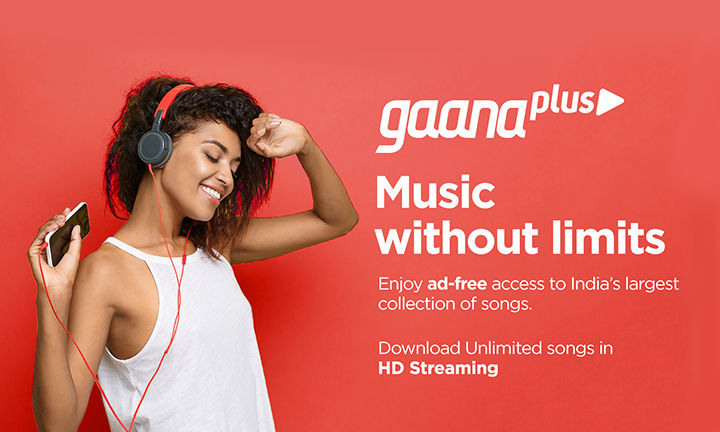 gaana plus
Music
without limits
Enjoy ad-free access to India’s largest
collection of songs.
Download Unlimited songs in
HD Streaming